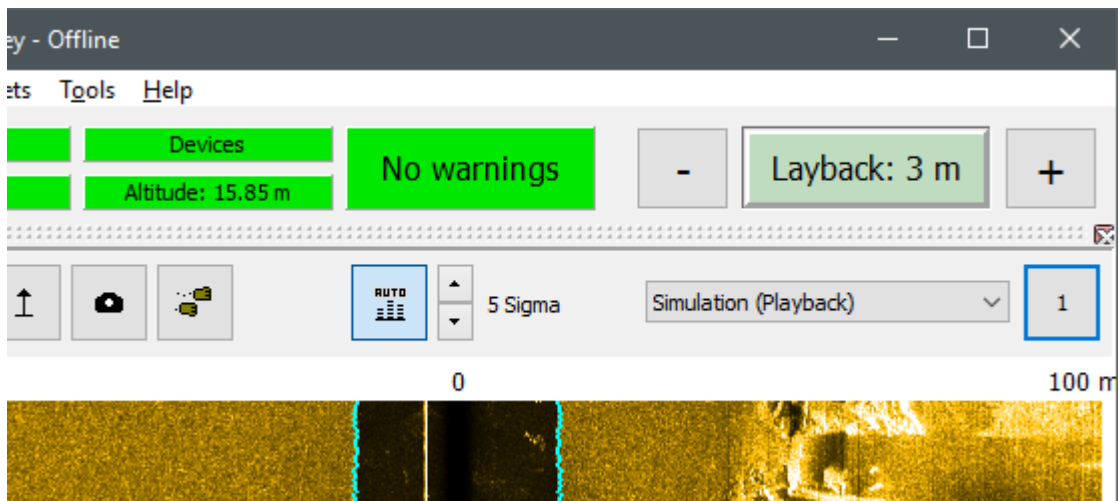 ey - Offline
ets Tools Help
Devices
No warnings
- Layback: 3 m +
Altitude: 15.85 m
AUTO
5 Sigma
Simulation (Playback)
1
0
100 m